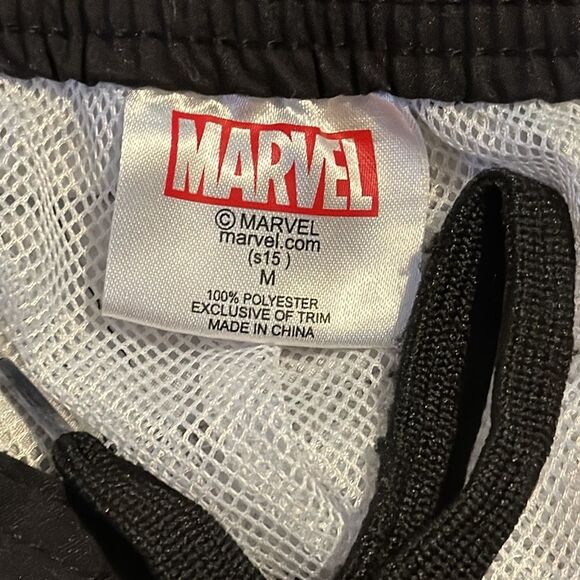 MARVEL
© MARVEL
marvel.com
(s15 )
M
100% POLYESTER
EXCLUSIVE OF TRIM
MADE IN CHINA